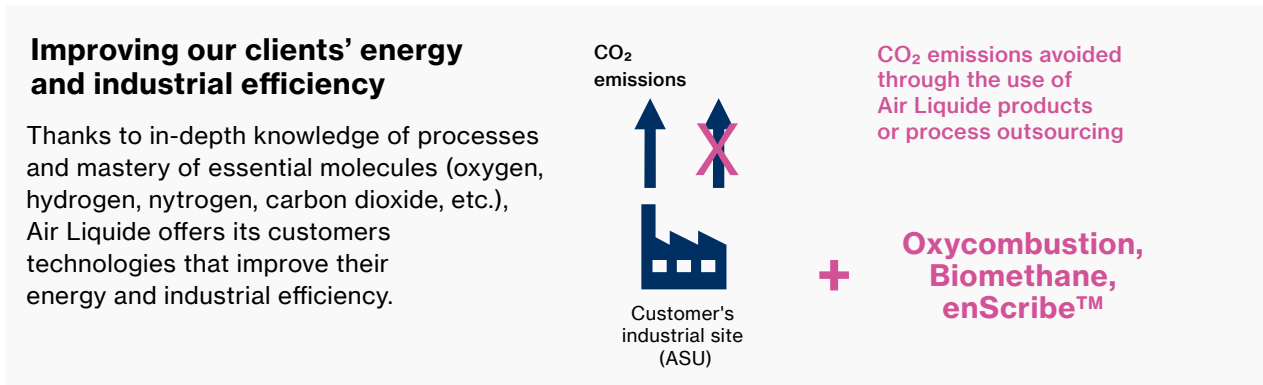 Improving our clients’ energy
and industrial efficiency
Thanks to in-depth knowledge of processes
and mastery of essential molecules (oxygen,
hydrogen, nytrogen, carbon dioxide, etc.),
Air Liquide offers its customers
technologies that improve their
energy and industrial efficiency.
CO₂
emissions
Customer's
industrial site
(ASU)
CO₂ emissions avoided
through the use of
Air Liquide products
or process outsourcing
+
Oxycombustion,
Biomethane,
enScribe™